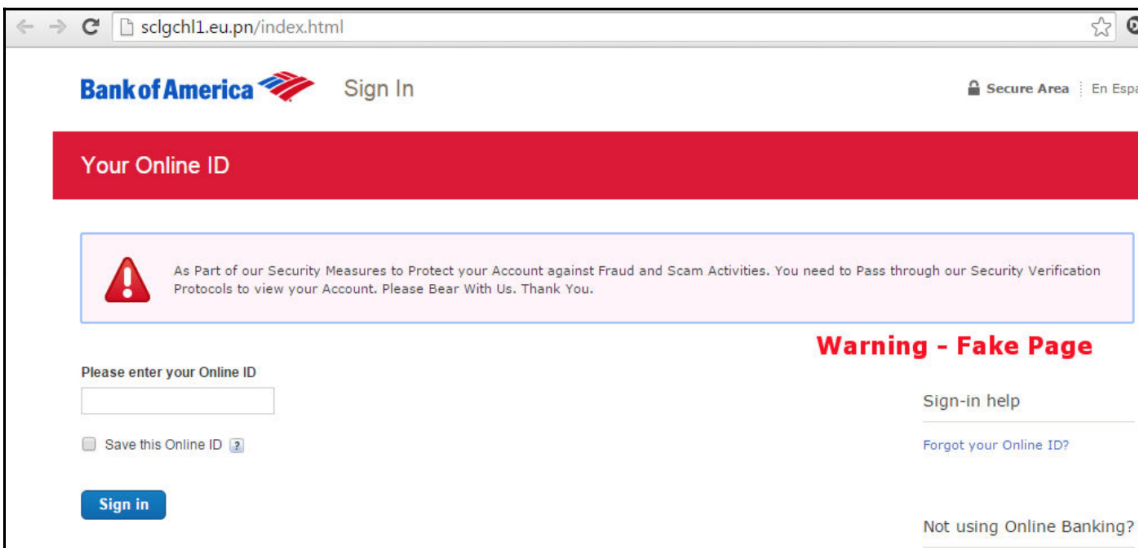 sclgchl1.eu.pn/index.html
Bank of America Sign In
Secure Area En Espa
Your Online ID
As Part of our Security Measures to Protect your Account against Fraud and Scam Activities. You need to Pass through our Security Verification
Protocols to view your Account. Please Bear With Us. Thank You.
Warning - Fake Page
Please enter your Online ID
Sign-in help
Save this Online ID ?
Forgot your Online ID?
Sign in
Not using Online Banking?